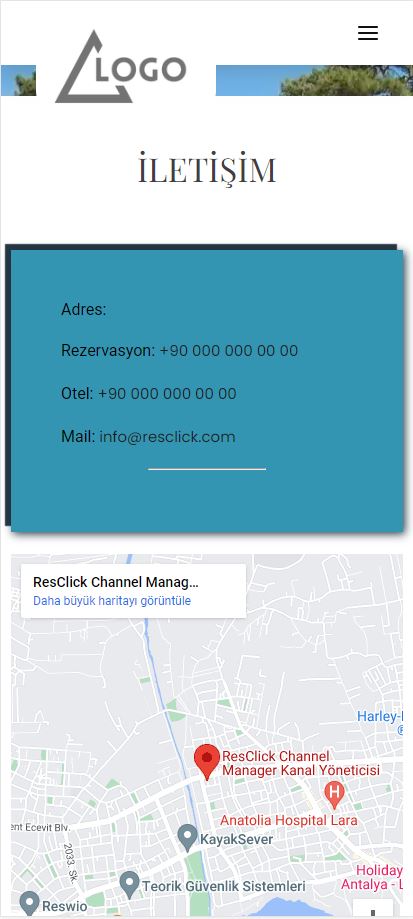 LOGO
İLETİŞİM
Adres:
Rezervasyon: +90 000 000 00 00
Otel: +90 000 000 00 00
Mail: info@resclick.com
ResClick Channel Manag...
Daha büyük haritayı görüntüle
Harley-
ResClick Channel
Manager Kanal Yöneticisi
H
Anatolia Hospital Lara
ent Ecevit Blv.
KayakSever
2033. Sk.
Holiday
Antalya - L
Teorik Güvenlik Sistemleri
Reswio